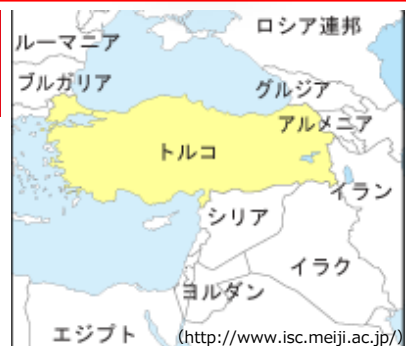 ロシア連邦
ルーマニア
ブルガリア
グルジア
アルメニア
トルコ
イラン
シリア
イラク
ヨルダン
エジプト
(http://www.isc.meiji.ac.jp/)